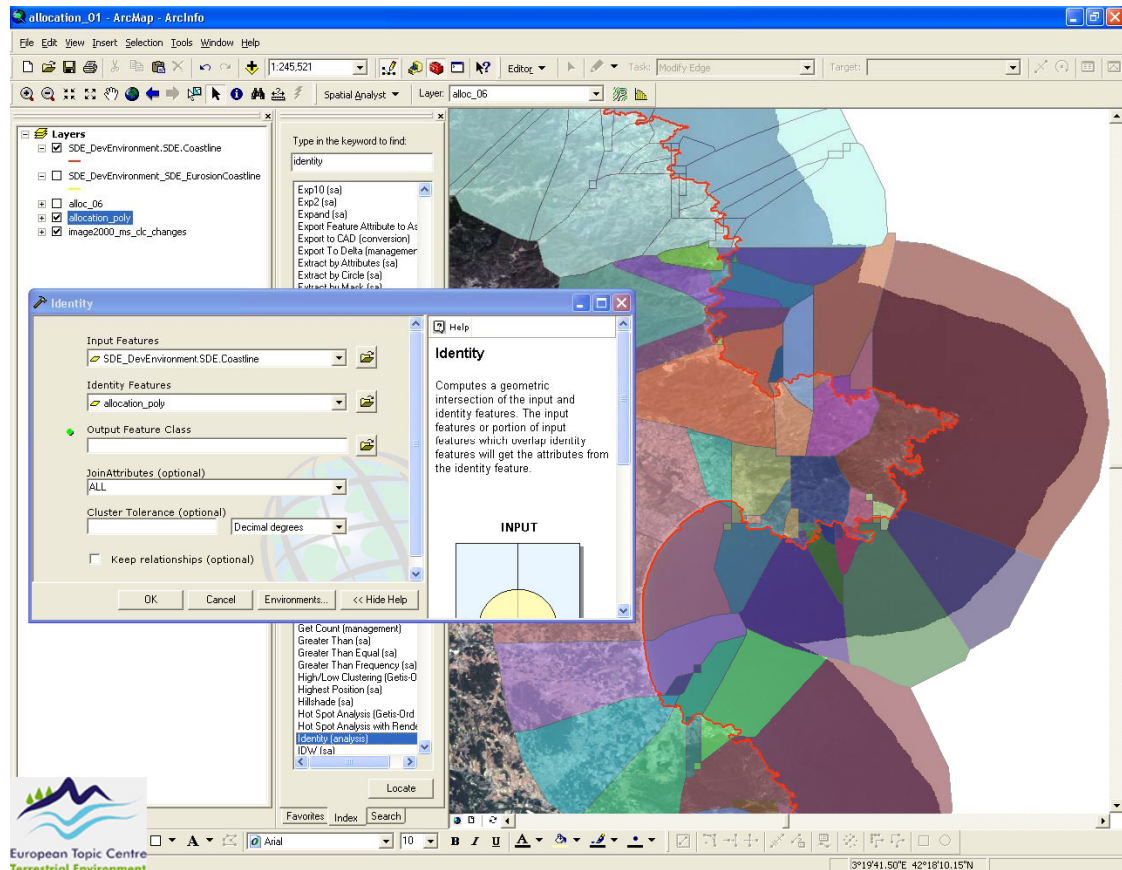 allocation_01 - ArcMap - ArcInfo
File Edit View Insert Selection Tools Window Help
1:245,521
Editor
Task: Modify Edge
Target:
Spatial Analyst
Layer: alloc_06
Layers
SDE_DevEnvironment.SDE.Coastline
SDE_DevEnvironment_SDE_EurosionCoastline
alloc_06
allocation_poly
image2000_ms_clc_changes
Type in the keyword to find:
identity
Exp10 (sa)
Exp2 (sa)
Expand (sa)
Export Feature Attribute to As
Export to CAD (conversion)
Export To Delta (managemer
Extract by Attributes (sa)
Extract by Circle (sa)
Extract by Mask (sa)
Identity
Input Features
SDE_DevEnvironment.SDE.Coastline
Identity Features
allocation_poly
Output Feature Class
JoinAttributes (optional)
ALL
Cluster Tolerance (optional)
Decimal degrees
Keep relationships (optional)
OK
Cancel
Environments...
<< Hide Help
Help
Identity
Computes a geometric
intersection of the input and
identity features. The input
features or portion of input
features which overlap identity
features will get the attributes from
the identity feature.
INPUT
Get Count (management)
Greater Than (sa)
Greater Than Equal (sa)
Greater Than Frequency (sa)
High/Low Clustering (Getis-O
Highest Position (sa)
Hillshade (sa)
Hot Spot Analysis (Getis-Ord
Hot Spot Analysis with Rende
Identity (analysis)
IDW (sa)
Locate
Favorites Index Search
Arial
10
B I U A
European Topic Centre
Terrestrial Environment
3°19'41.50"E 42°18'10.15"N